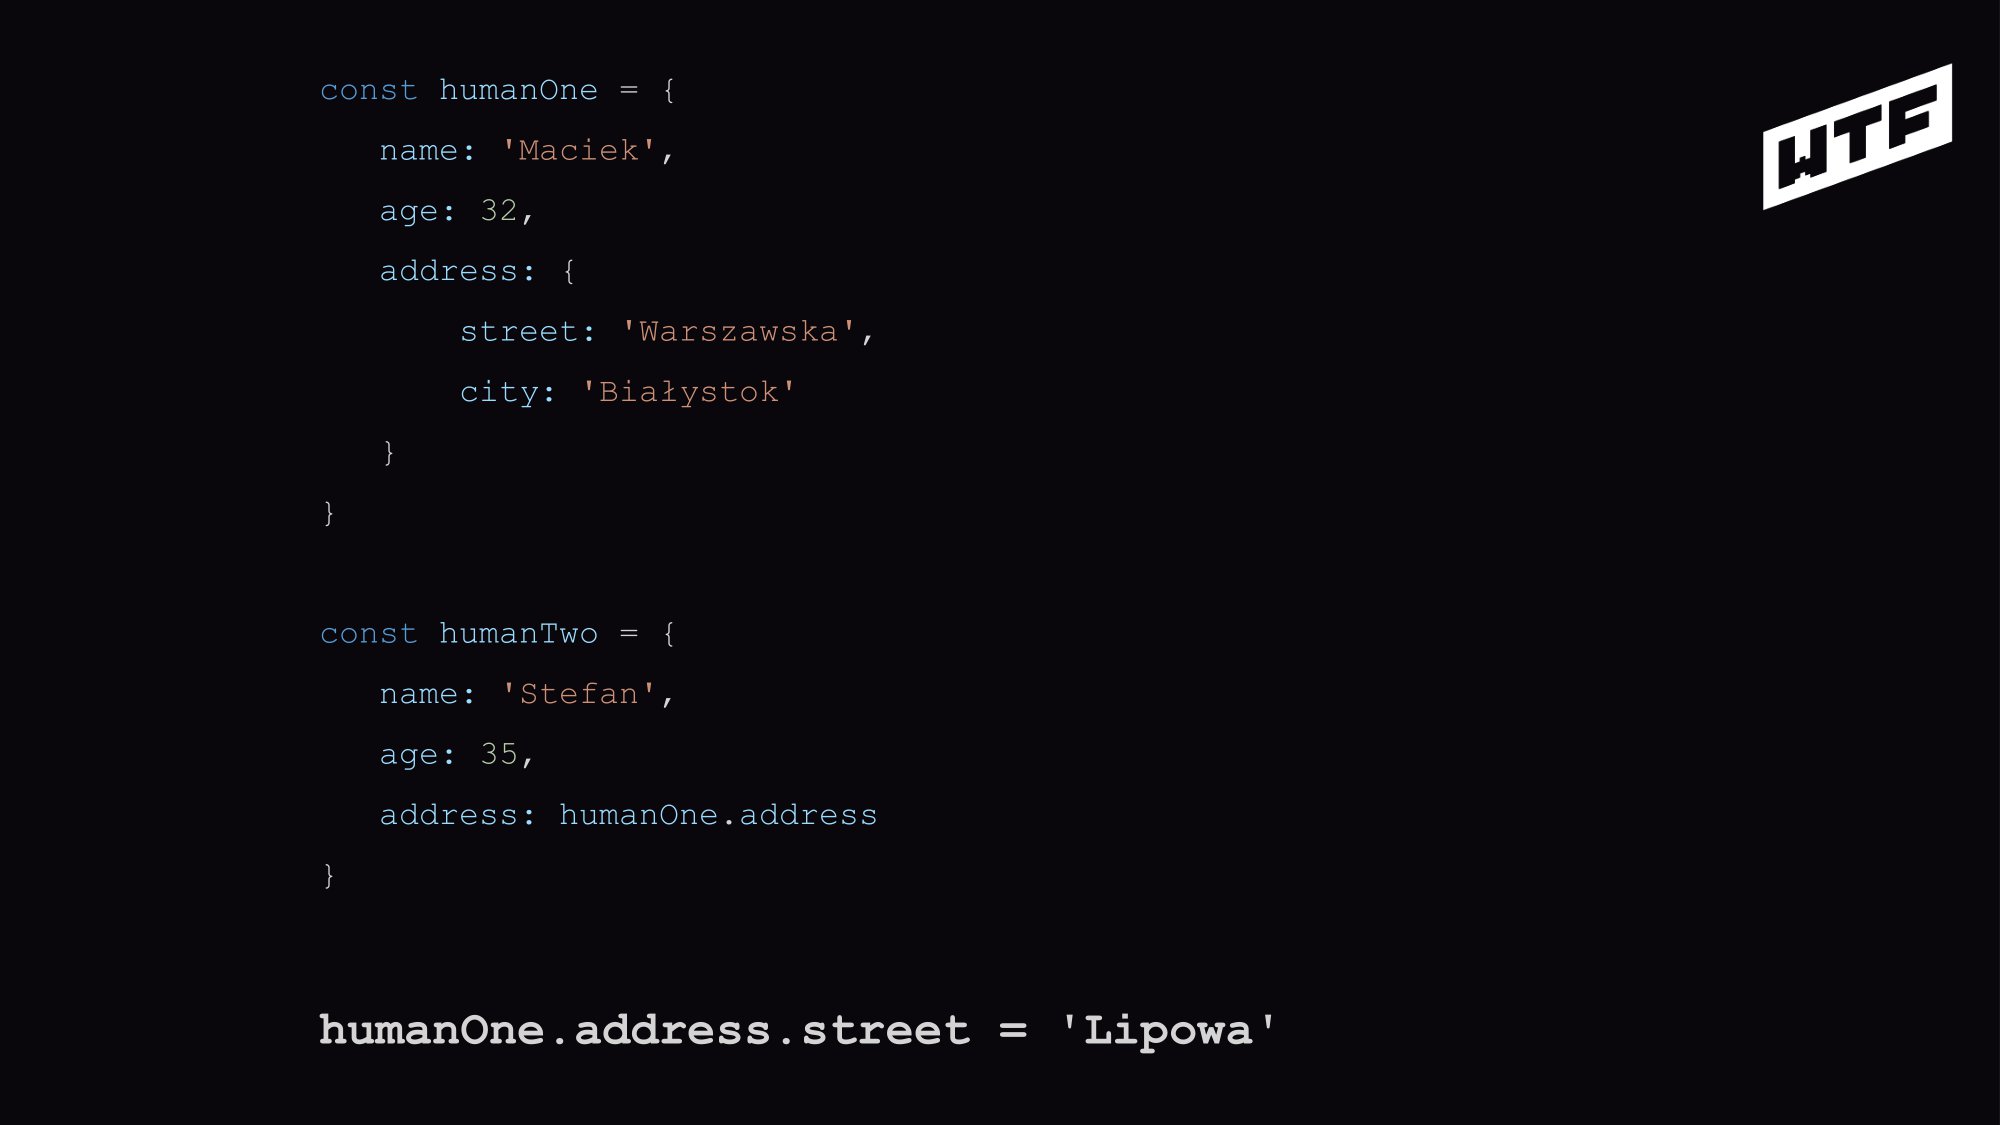 const humanOne = {
name: 'Maciek',
age: 32,
address: {
street: 'Warszawska',
city: 'Białystok'
}
}
const humanTwo = {
name: 'Stefan',
age: 35,
address: humanOne.address
}
humanOne.address.street = 'Lipowa'
WTF